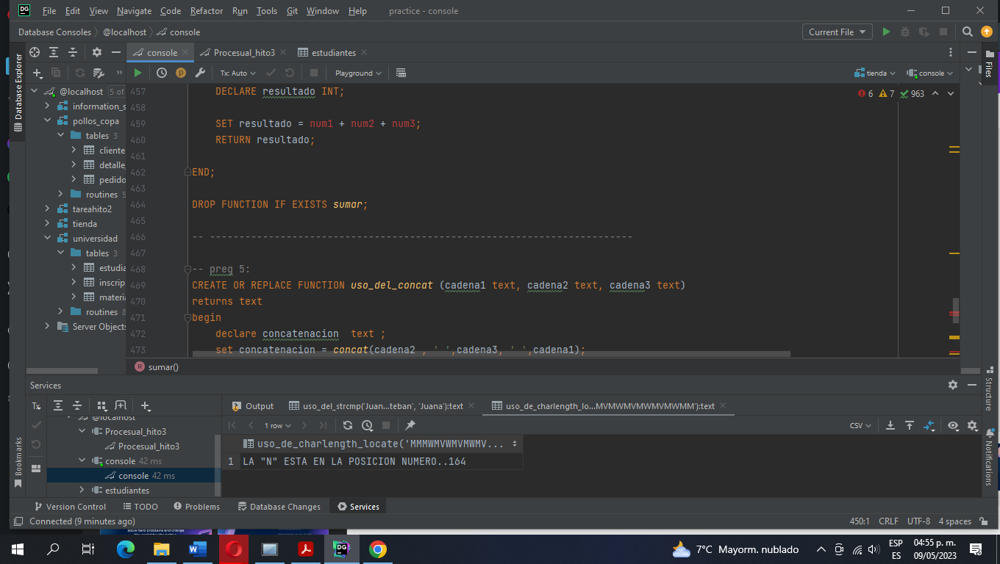 DG File Edit View Navigate Code Refactor Run Tools Git Window Help practice - console
Database Consoles @localhost console Current File
Database Explorer
console Procesual_hito3 estudiantes
Files
Tx: Auto Playground tienda console
@localhost 5 of
information_s
pollos_copa
tables 3
cliente
detalle_
pedido
routines 5
tareahito2
tienda
universidad
tables 3
estudia
inscrip
materia
routines 8
Server Objects
6 7 963
457 DECLARE resultado INT;
458
459 SET resultado = num1 + num2 + num3;
460 RETURN resultado;
461
462 END;
463
464 DROP FUNCTION IF EXISTS sumar;
465
466 -- ------------------------------------------------------------------------
467
468 -- preg 5:
469 CREATE OR REPLACE FUNCTION uso_del_concat (cadena1 text, cadena2 text, cadena3 text)
470 returns text
471 begin
472 declare concatenacion  text ;
473 set concatenacion = concat(cadena2 , ' ',cadena3, ' ',cadena1);
R sumar()
Services
Structure
Notifications
Bookmarks
Tx
@localhost
Procesual_hito3
Procesual_hito3
console 42 ms
console 42 ms
estudiantes
Output uso_del_strcmp('Juan...teban', 'Juana'):text uso_de_charlength_lo...MVMWMVMWMVMWMM'):text
1 row CSV
uso_de_charlength_locate('MMMWMVWMVMWMV...
1 LA "N" ESTA EN LA POSICION NUMERO..164
Version Control TODO Problems Database Changes Services
Connected (9 minutes ago) 450:1 CRLF UTF-8 4 spaces
7°C Mayorm. nublado
ESP
ES
04:55 p. m.
09/05/2023